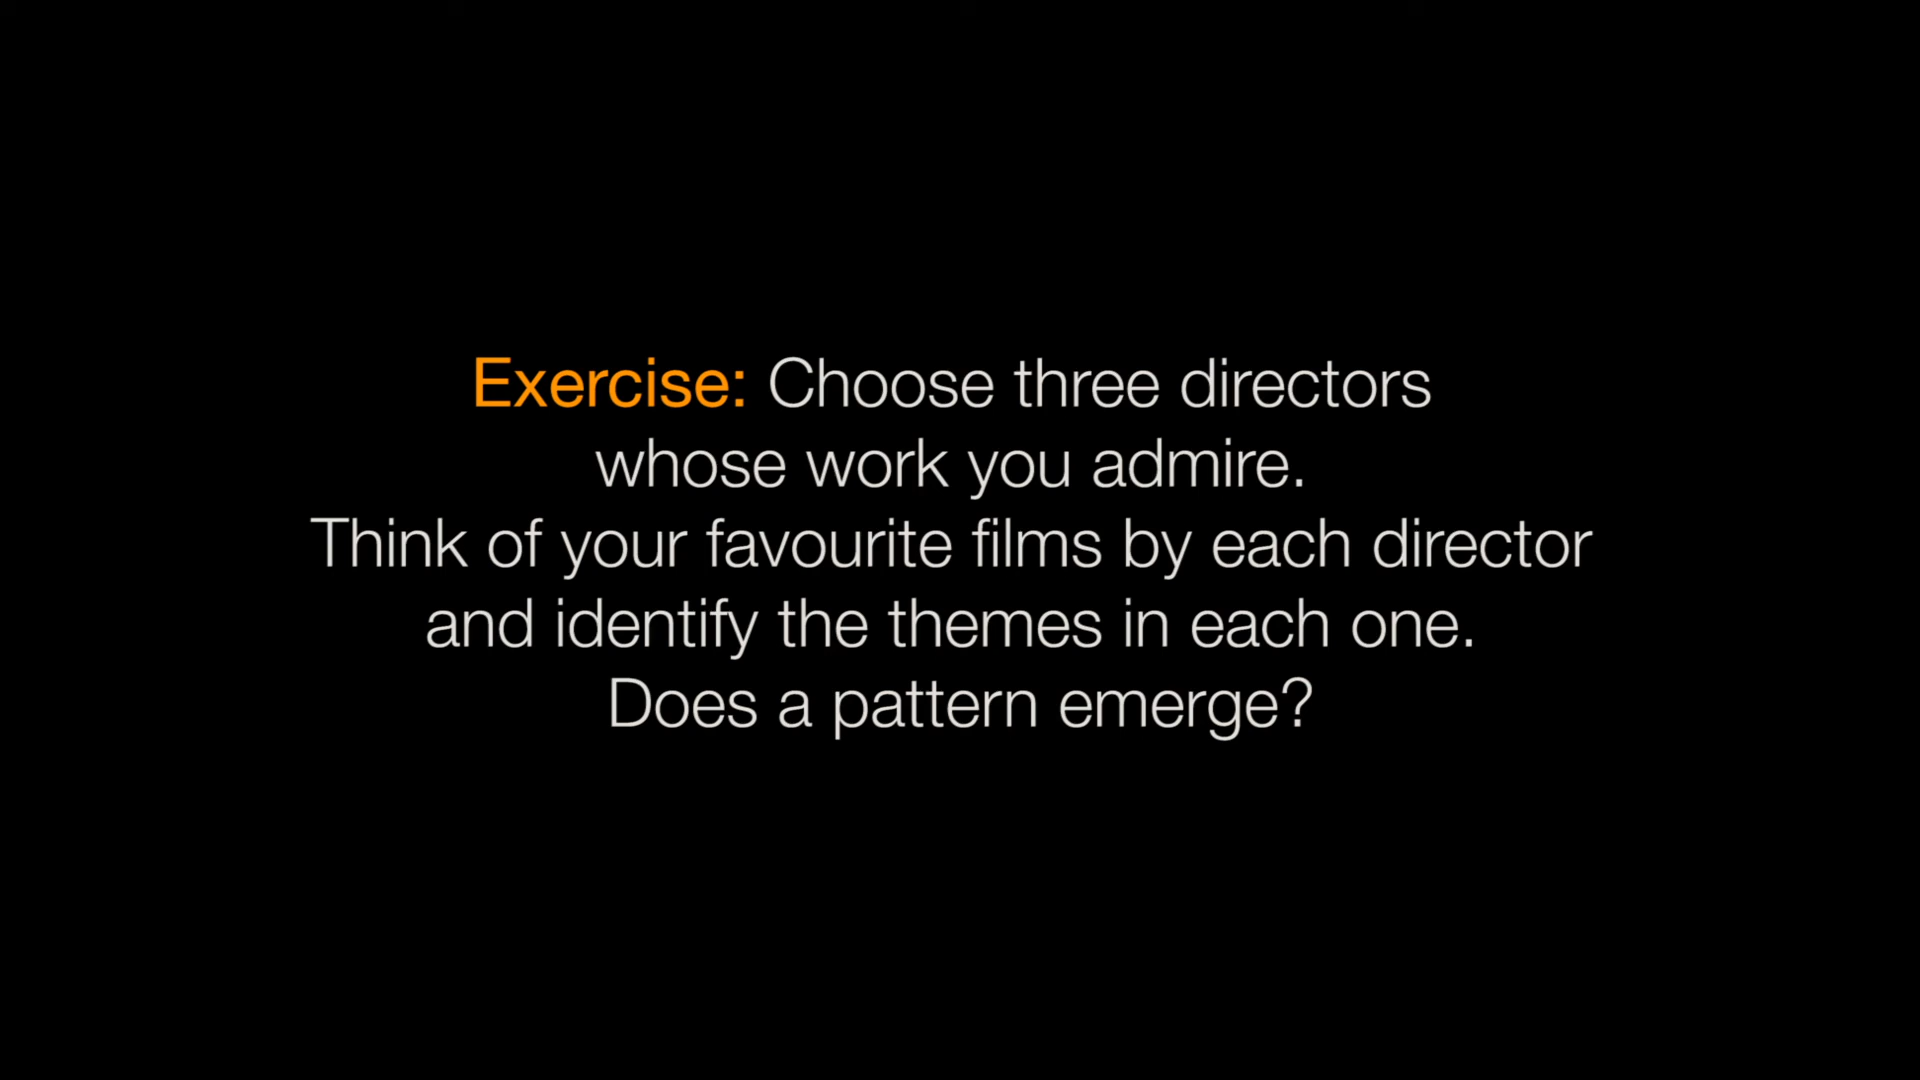 Exercise: Choose three directors
whose work you admire.
Think of your favourite films by each director
and identify the themes in each one.
Does a pattern emerge?